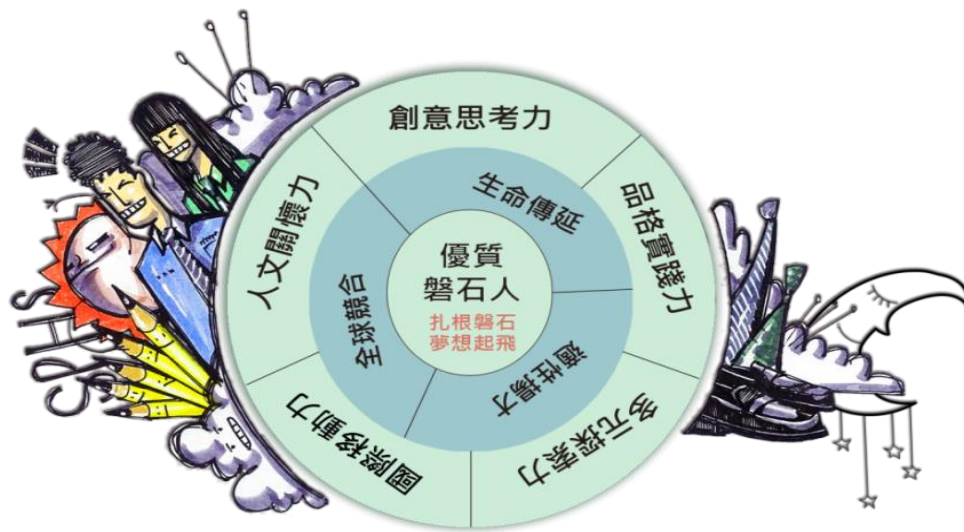 創意思考力
品格實踐力
多元探索力
國際移動力
人文關懷力
生命傳延
適性揚才
全球競合
優質
磐石人
扎根磐石
夢想起飛
SPHS